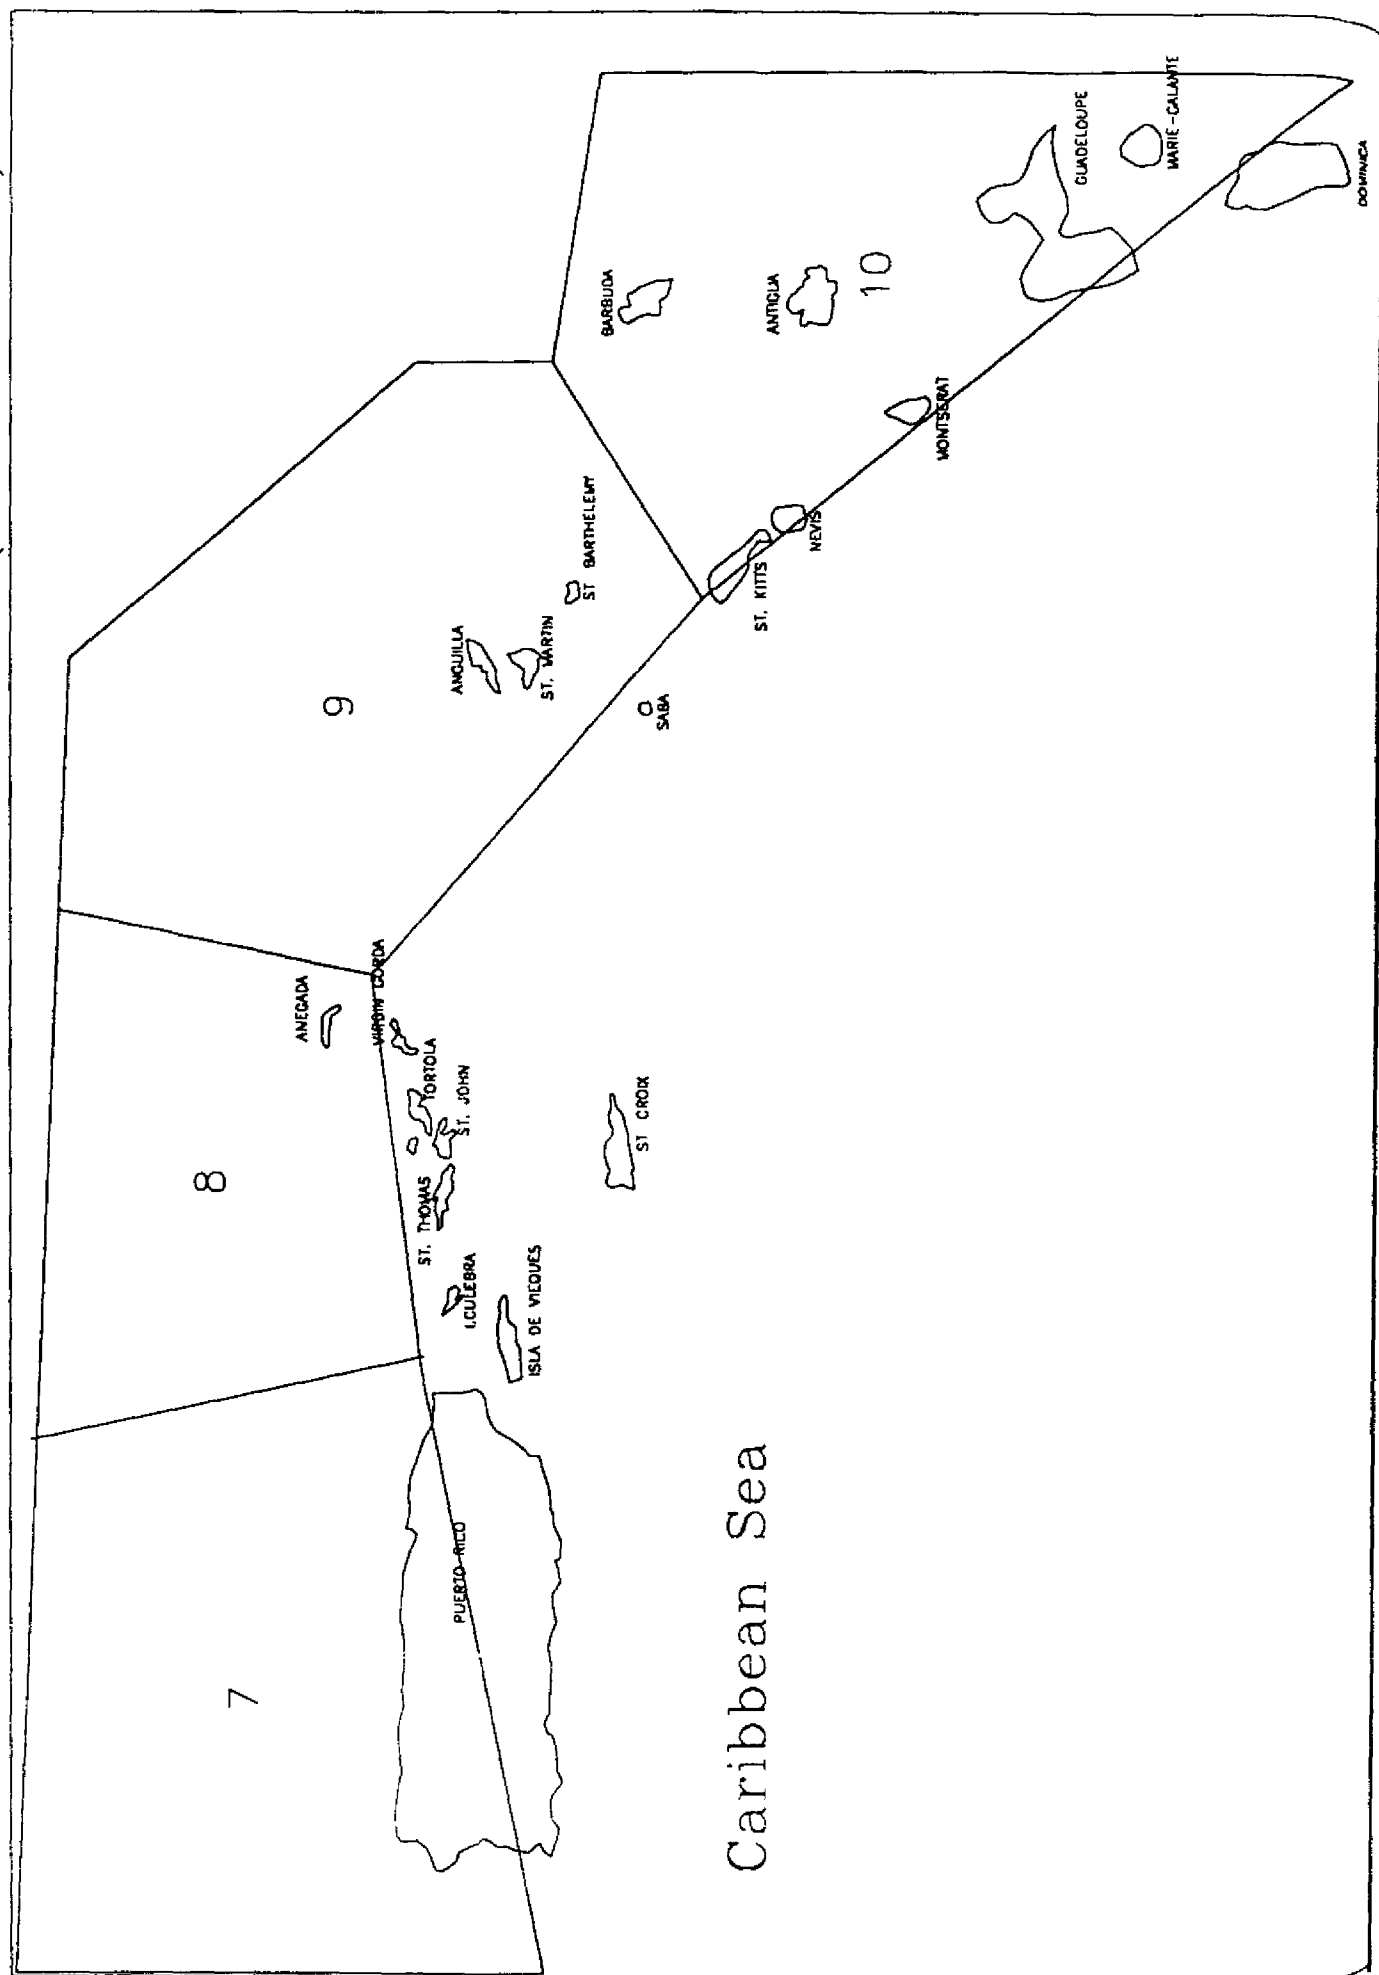 7
PUERTO RICO
8
I.CULEBRA
ISLA DE VIEQUES
ST. THOMAS
ST. JOHN
TORTOLA
VIRGIN GORDA
ANEGADA
ST CROIX
9
ANGUILLA
ST. MARTIN
ST BARTHELEMY
SABA
ST. KITTS
NEVIS
MONTSERAT
BARBUDA
ANTIGUA
10
GUADELOUPE
MARIE-GALANTE
DOMINICA
Caribbean Sea